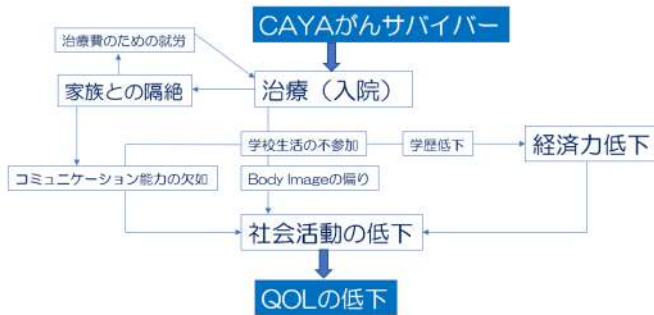 CAYAがんサバイバー
治療費のための就労
家族との隔絶
治療（入院）
学校生活の不参加
学歴低下
経済力低下
コミュニケーション能力の欠如
Body Imageの偏り
社会活動の低下
QOLの低下